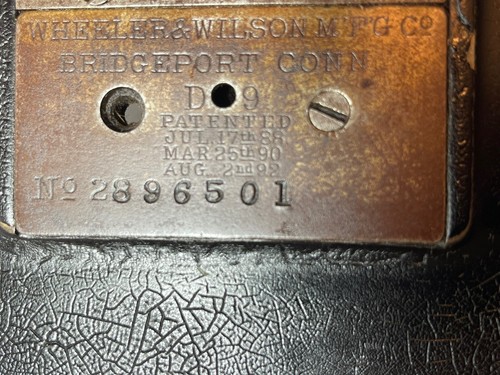 WHEELER&WILSON M'F'G Co
BRIDGEPORT CONN
D 9
PATENTED
JUL. 17th 88
MAR. 25th 90
AUG. 2nd 92
No 2896501